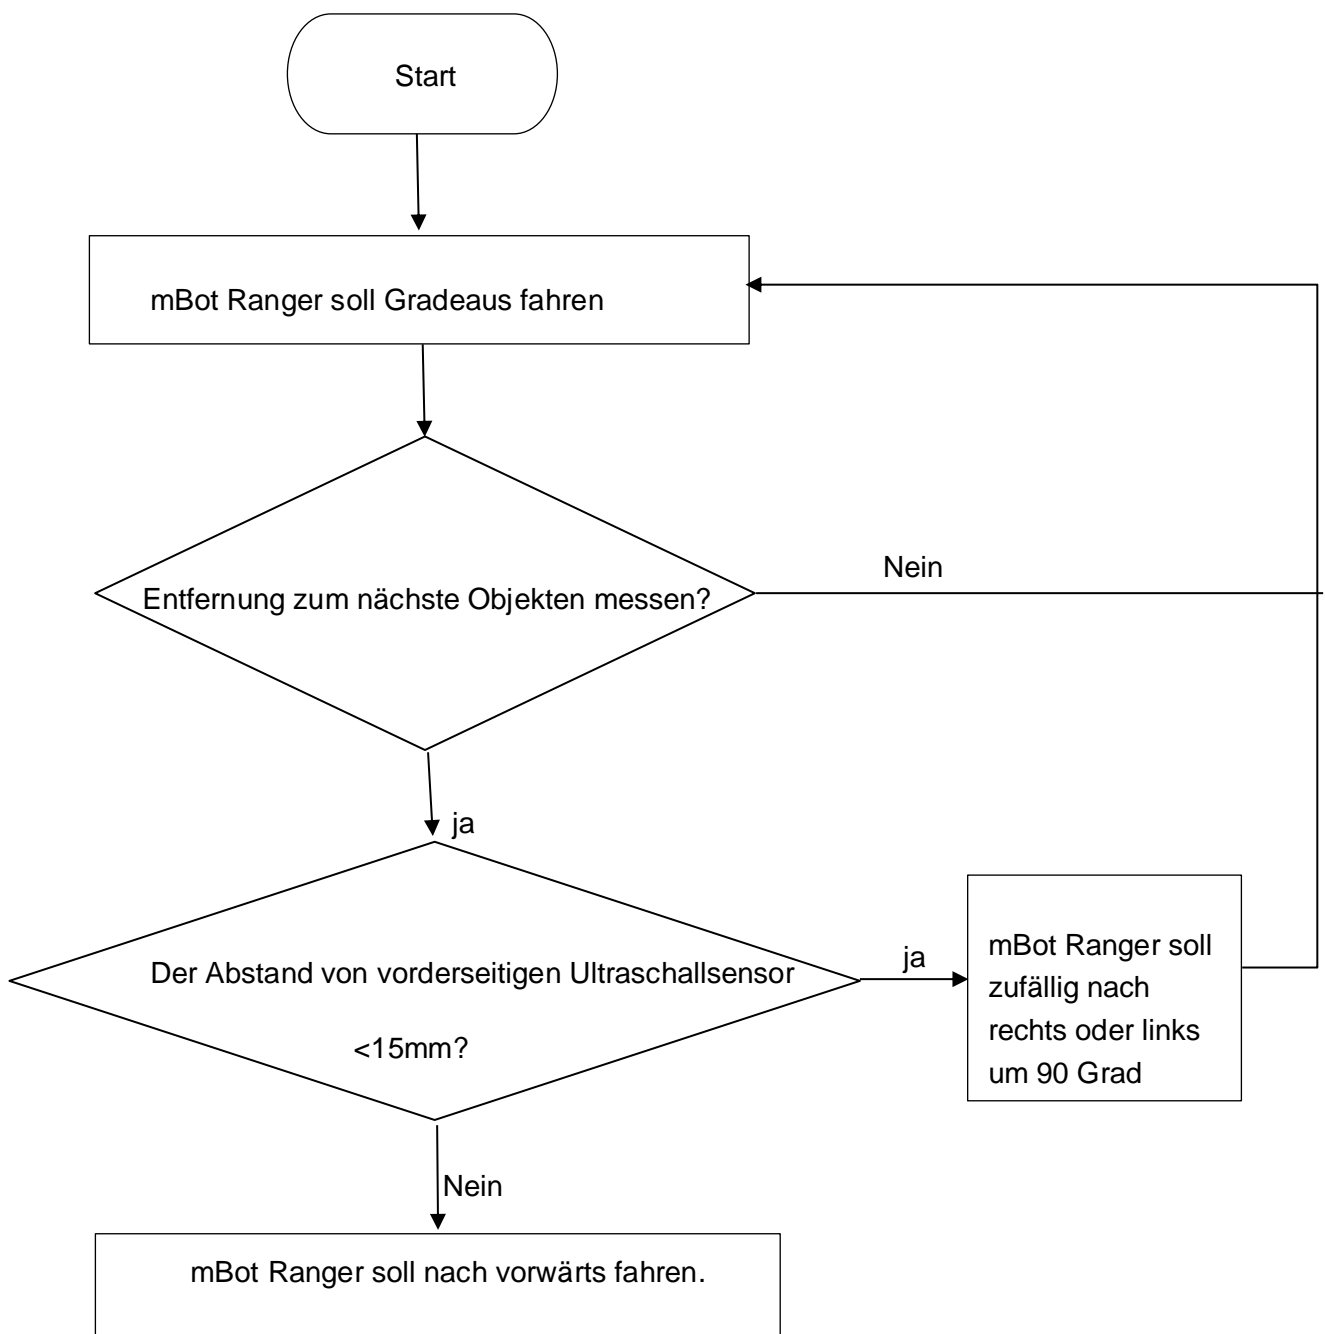 Start
mBot Ranger soll Gradeaus fahren
Nein
Entfernung zum nächste Objekten messen?
ja
Der Abstand von vorderseitigen Ultraschallsensor
<15mm?
ja
mBot Ranger soll
zufällig nach
rechts oder links
um 90 Grad
Nein
mBot Ranger soll nach vorwärts fahren.